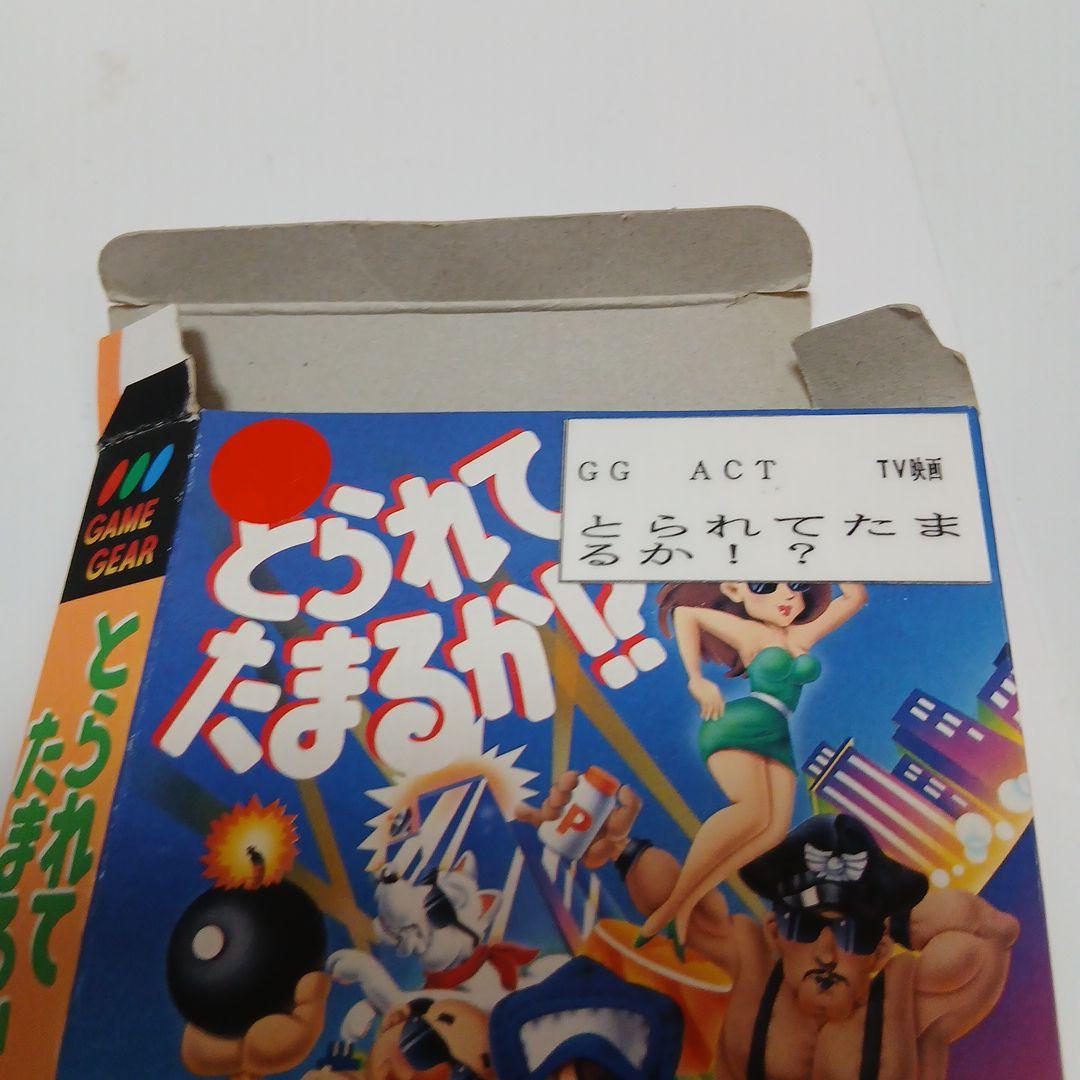 GAME
GEAR
とられて
たまるか!?
GG ACT TV映画
とられてたま
るか!?
とられて
たまる
P